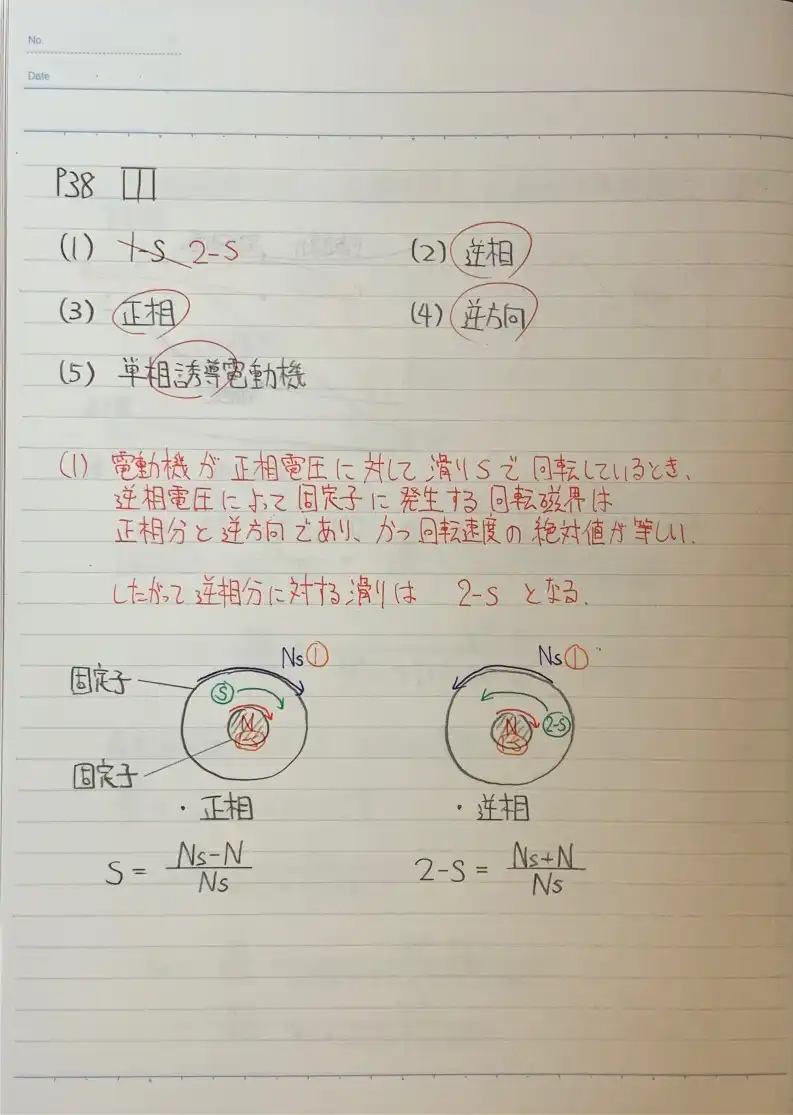 No.
Date
P38 Ⅲ
(1) 1-S 2-S (2) 逆相
(3) 正相 (4) 逆方向
(5) 単相誘導電動機
(1) 電動機が正相電圧に対して滑りSで回転しているとき、
逆相電圧によって固定子に発生する回転磁界は
正相分と逆方向であり、かつ回転速度の絶対値が等しい.
したがって逆相分に対する滑りは 2-S となる.
Ns① Ns①
固定子
S
N N 2-S
1-S 1-S
固定子
・正相 ・逆相
S = (Ns-N)/Ns 2-S = (Ns+N)/Ns